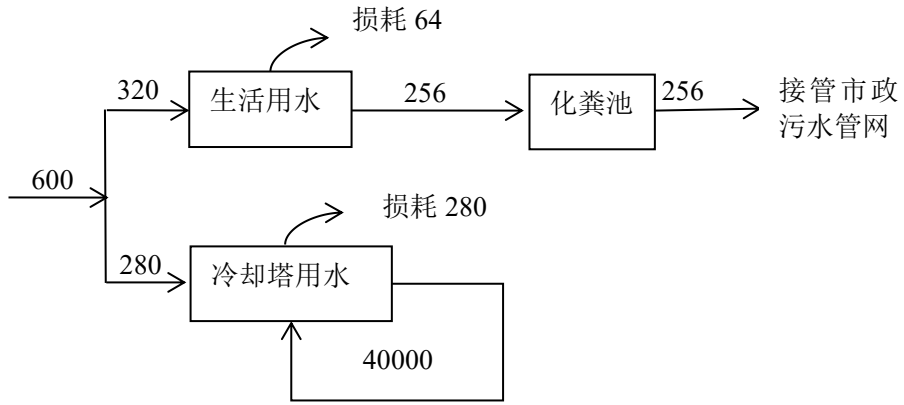 损耗 64
320
生活用水
256
化粪池
256
接管市政
污水管网
600
损耗 280
280
冷却塔用水
40000